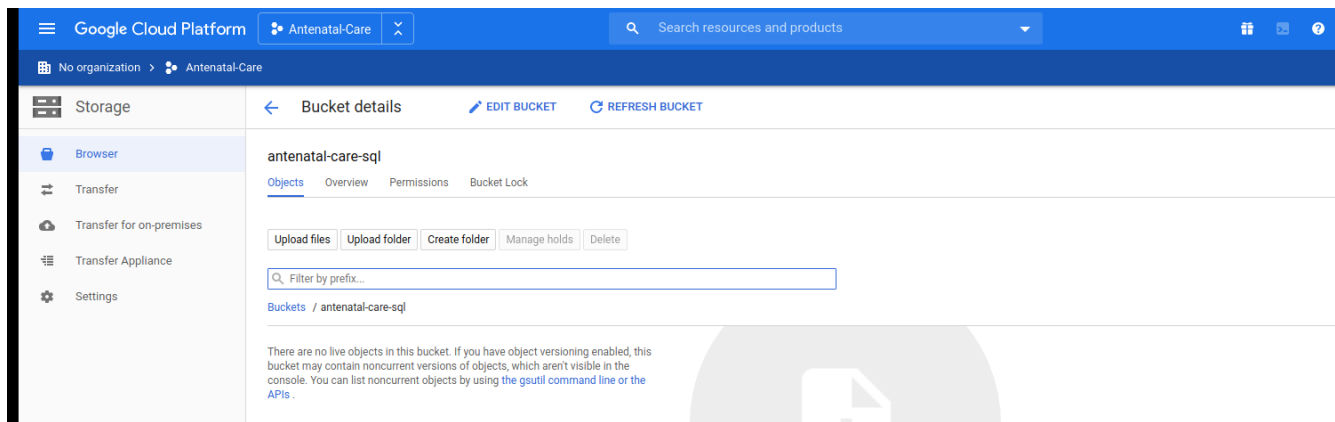 Google Cloud Platform Antenatal-Care Search resources and products
No organization > Antenatal-Care
Storage
Bucket details EDIT BUCKET REFRESH BUCKET
Browser
Transfer
Transfer for on-premises
Transfer Appliance
Settings
antenatal-care-sql
Objects Overview Permissions Bucket Lock
Upload files Upload folder Create folder Manage holds Delete
Filter by prefix...
Buckets / antenatal-care-sql
There are no live objects in this bucket. If you have object versioning enabled, this
bucket may contain noncurrent versions of objects, which aren't visible in the
console. You can list noncurrent objects by using the gsutil command line or the
APIs .